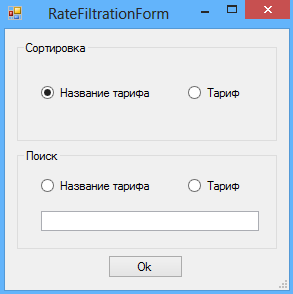 RateFiltrationForm
Сортировка
Название тарифа Тариф
Поиск
Название тарифа Тариф
Ok